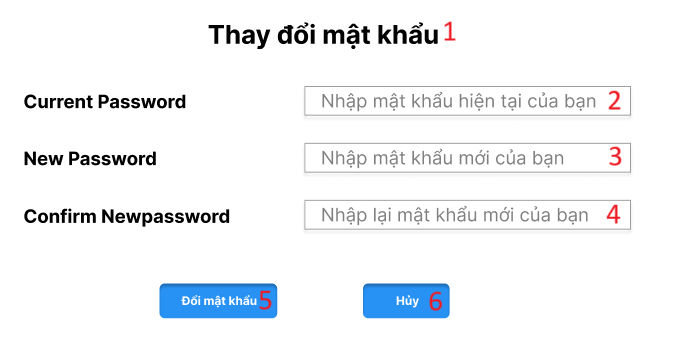 Thay đổi mật khẩu 1
Current Password Nhập mật khẩu hiện tại của bạn 2
New Password Nhập mật khẩu mới của bạn 3
Confirm Newpassword Nhập lại mật khẩu mới của bạn 4
Đổi mật khẩu 5 Hủy 6